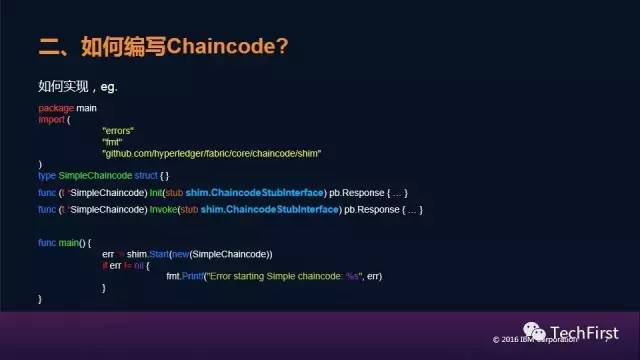 二、如何编写Chaincode?
如何实现，eg.
package main
import (
"errors"
"fmt"
"github.com/hyperledger/fabric/core/chaincode/shim"
)
type SimpleChaincode struct { }
func (t *SimpleChaincode) Init(stub shim.ChaincodeStubInterface) pb.Response { ... }
func (t *SimpleChaincode) Invoke(stub shim.ChaincodeStubInterface) pb.Response { ... }
func main() {
err := shim.Start(new(SimpleChaincode))
if err != nil {
fmt.Printf("Error starting Simple chaincode: %s", err)
}
}
© 2016 IBM Corporation
7
TechFirst